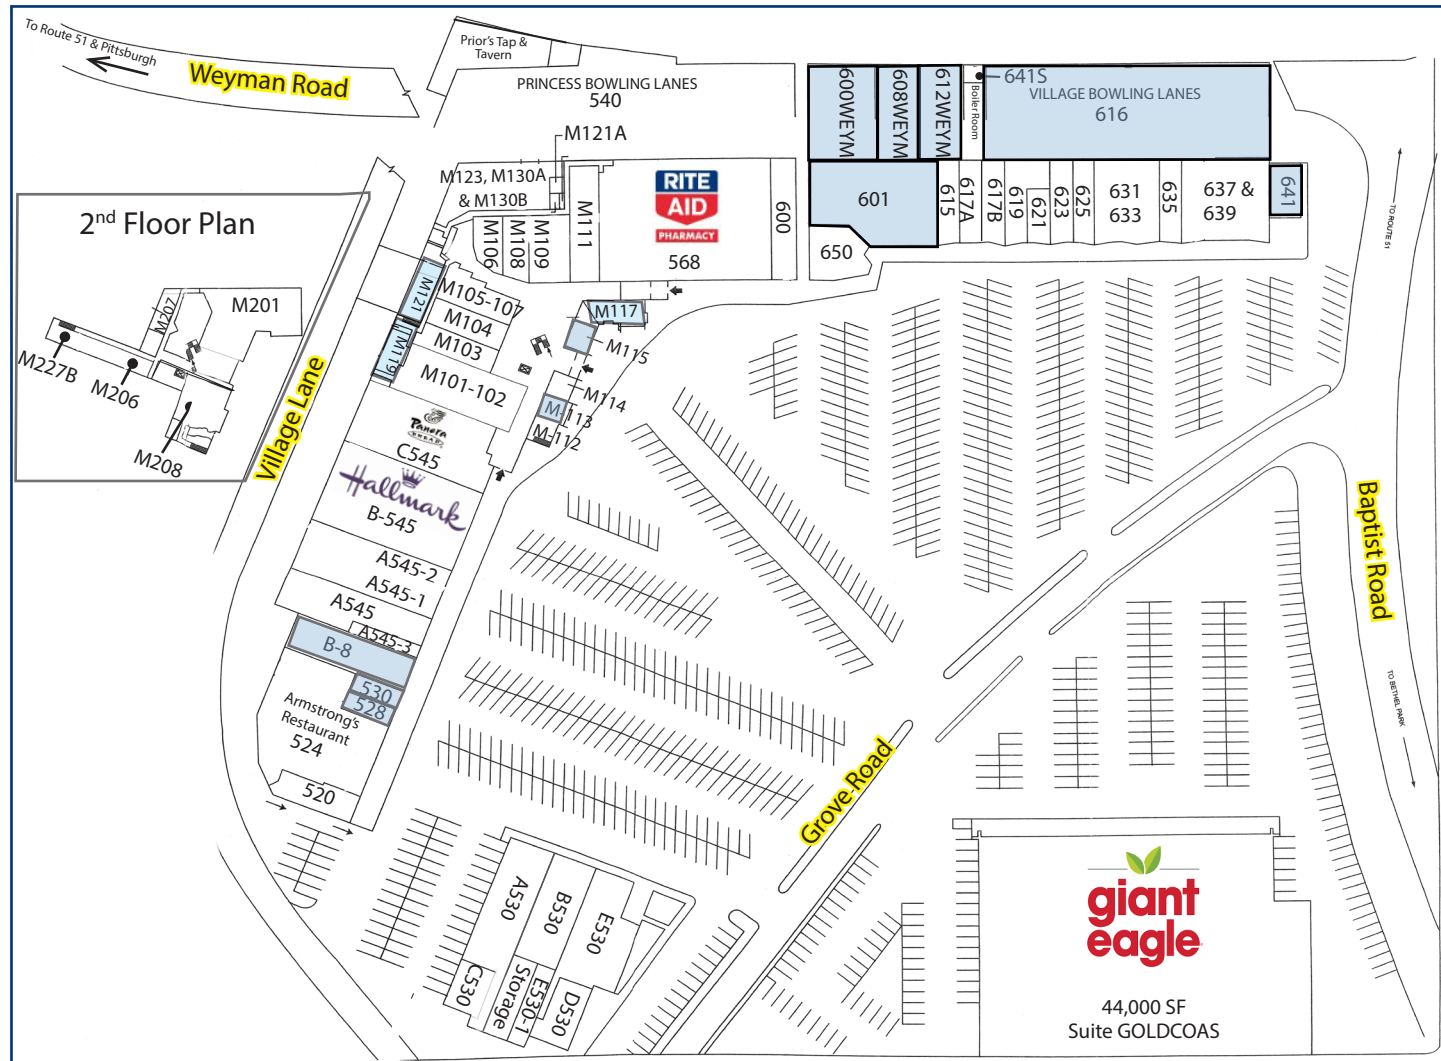 To Route 51 & Pittsburgh
Weyman Road
Prior's Tap &
Tavern
PRINCESS BOWLING LANES
540
M121A
M123, M130A
& M130B
M106
M108
M109
M111
RITE
AID
PHARMACY
568
600
600WEYM
608WEYM
612WEYM
Boiler Room
641S
VILLAGE BOWLING LANES
616
601
650
615
617A
617B
619
621
623
625
631
633
635
637 &
639
641
TO ROUTE 51
2nd Floor Plan
M207
M201
M227B
M206
M208
Village Lane
M121
M119
M105-107
M104
M103
M101-102
M117
M115
M114
M-113
M-112
Panera
BREAD
C545
Hallmark
B-545
A545-2
A545-1
A545
A545-3
B-8
530
528
Armstrong's
Restaurant
524
520
Baptist Road
TO BETHEL PARK
Grove Road
A530
B530
E530
C530
Storage
E530-1
D530
giant
eagle
44,000 SF
Suite GOLDCOAS